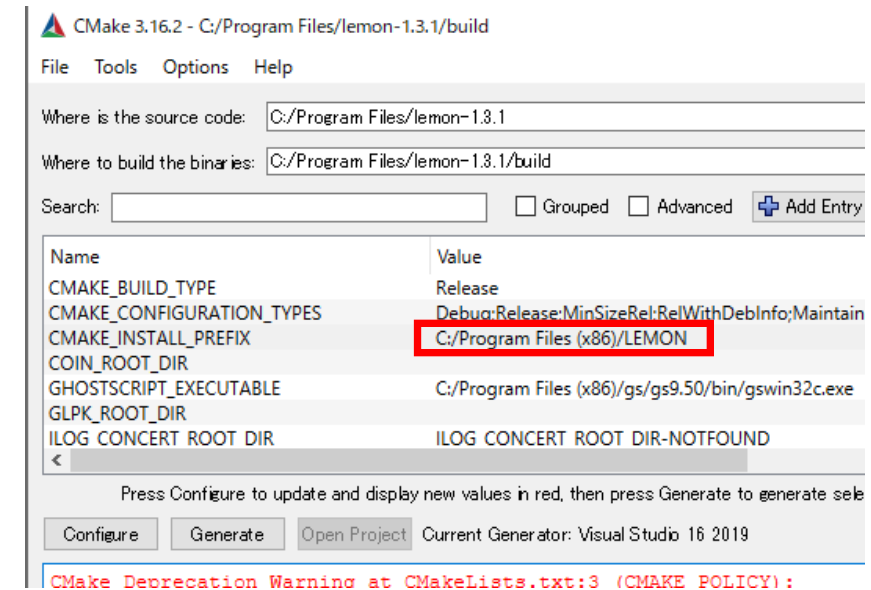 CMake 3.16.2 - C:/Program Files/lemon-1.3.1/build
File Tools Options Help
Where is the source code: C:/Program Files/lemon-1.3.1
Where to build the binaries: C:/Program Files/lemon-1.3.1/build
Search: Grouped Advanced Add Entry
Name Value
CMAKE_BUILD_TYPE Release
CMAKE_CONFIGURATION_TYPES Debug;Release;MinSizeRel;RelWithDebInfo;Maintain
CMAKE_INSTALL_PREFIX C:/Program Files (x86)/LEMON
COIN_ROOT_DIR
GHOSTSCRIPT_EXECUTABLE C:/Program Files (x86)/gs/gs9.50/bin/gswin32c.exe
GLPK_ROOT_DIR
ILOG_CONCERT_ROOT_DIR ILOG_CONCERT_ROOT_DIR-NOTFOUND
Press Configure to update and display new values in red, then press Generate to generate sele
Configure Generate Open Project Current Generator: Visual Studio 16 2019
CMake Deprecation Warning at CMakeLists.txt:3 (CMAKE_POLICY):